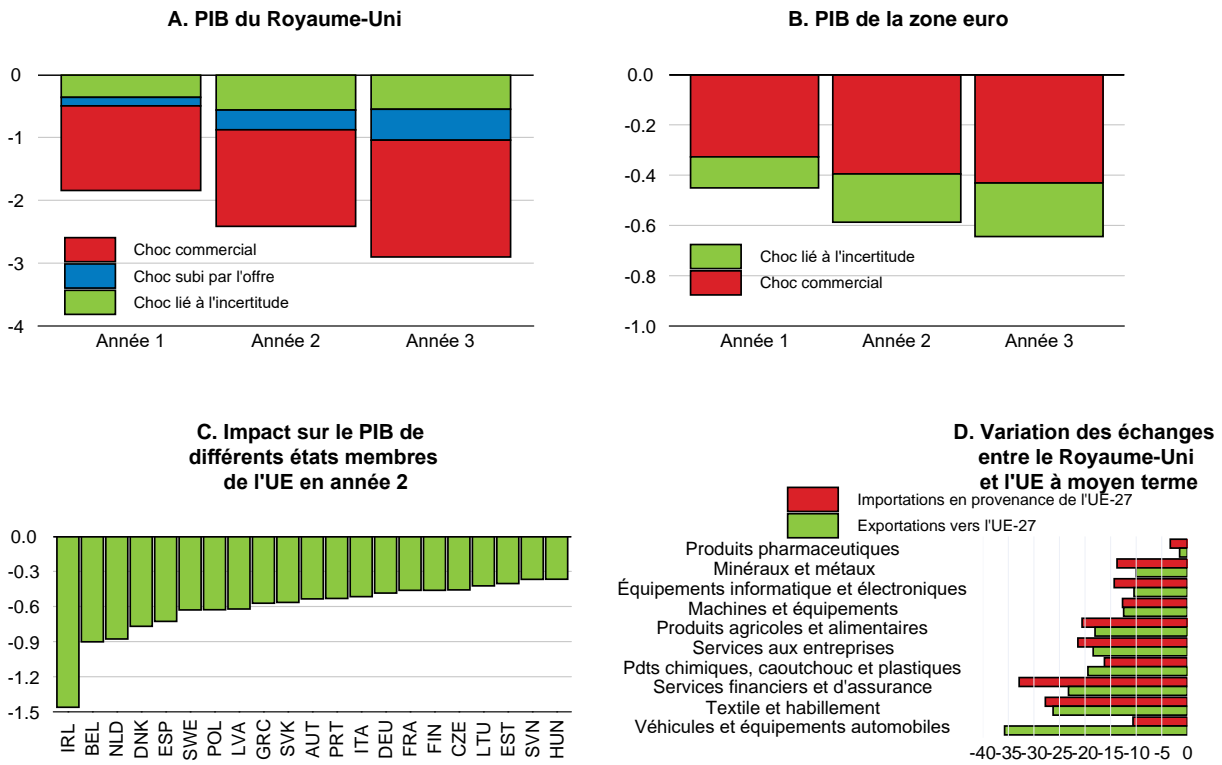 A. PIB du Royaume-Uni
0
-1
-2
-3
-4
Choc commercial
Choc subi par l'offre
Choc lié à l'incertitude
Année 1
Année 2
Année 3
B. PIB de la zone euro
0.0
-0.2
-0.4
-0.6
-0.8
-1.0
Choc lié à l'incertitude
Choc commercial
Année 1
Année 2
Année 3
C. Impact sur le PIB de
différents états membres
de l'UE en année 2
0.0
-0.3
-0.6
-0.9
-1.2
-1.5
IRL
BEL
NLD
DNK
ESP
SWE
POL
LVA
GRC
SVK
AUT
PRT
ITA
DEU
FRA
FIN
CZE
LTU
EST
SVN
HUN
D. Variation des échanges
entre le Royaume-Uni
et l'UE à moyen terme
Importations en provenance de l'UE-27
Exportations vers l'UE-27
Produits pharmaceutiques
Minéraux et métaux
Équipements informatique et électroniques
Machines et équipements
Produits agricoles et alimentaires
Services aux entreprises
Pdts chimiques, caoutchouc et plastiques
Services financiers et d'assurance
Textile et habillement
Véhicules et équipements automobiles
-40 -35 -30 -25 -20 -15 -10 -5 0